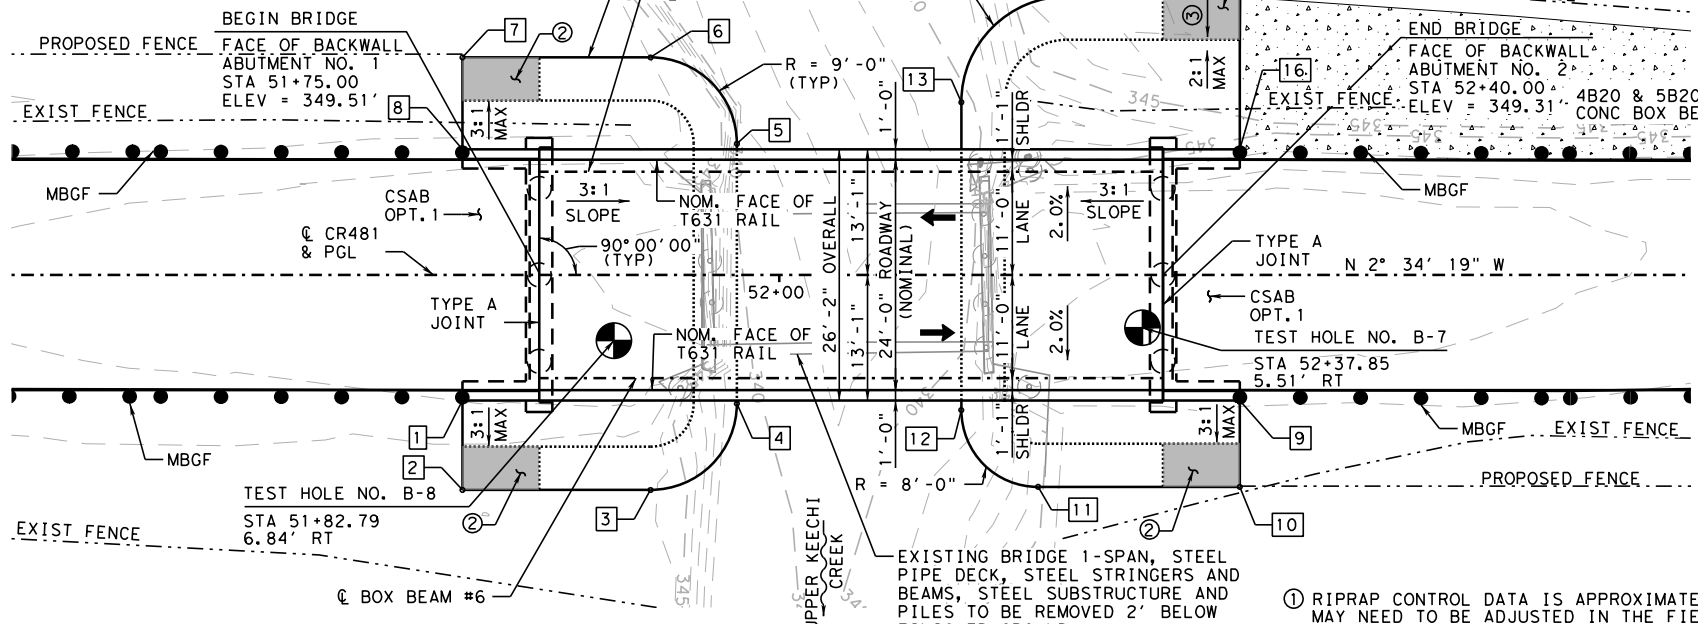 BEGIN BRIDGE
FACE OF BACKWALL
ABUTMENT NO. 1
STA 51+75.00
ELEV = 349.51'
PROPOSED FENCE
EXIST FENCE
7
2
6
8
5
3:1
MAX
R = 9'-0"
(TYP)
MBGF
CSAB
OPT.1
3:1
SLOPE
NOM. FACE OF
T631 RAIL
℄ CR481
& PGL
90°00'00"
(TYP)
TYPE A
JOINT
52+00
NOM. FACE OF
T631 RAIL
26'-2" OVERALL
13'-1"
13'-1"
1'-0"
24'-0" ROADWAY
(NOMINAL)
1'-0"
13
1'-1"
SHLDR
11'-0"
LANE
11'-0"
LANE
1'-1"
SHLDR
2.0%
2.0%
3:1
SLOPE
3
2:1
MAX
END BRIDGE
FACE OF BACKWALL
ABUTMENT NO. 2
STA 52+40.00
ELEV = 349.31'
16
EXIST FENCE
4B20 & 5B20
CONC BOX BE
345
345
345
345
345
345
MBGF
TYPE A
JOINT
N 2° 34' 19" W
CSAB
OPT.1
TEST HOLE NO. B-7
STA 52+37.85
5.51' RT
1
3:1
MAX
2
MBGF
TEST HOLE NO. B-8
STA 51+82.79
6.84' RT
2
3
4
340
340
12
R = 8'-0"
11
3:1
MAX
9
MBGF
EXIST FENCE
PROPOSED FENCE
10
2
EXIST FENCE
℄ BOX BEAM #6
345
UPPER KEECHI
CREEK
EXISTING BRIDGE 1-SPAN, STEEL
PIPE DECK, STEEL STRINGERS AND
BEAMS, STEEL SUBSTRUCTURE AND
PILES TO BE REMOVED 2' BELOW
1 RIPRAP CONTROL DATA IS APPROXIMATE
MAY NEED TO BE ADJUSTED IN THE FIE